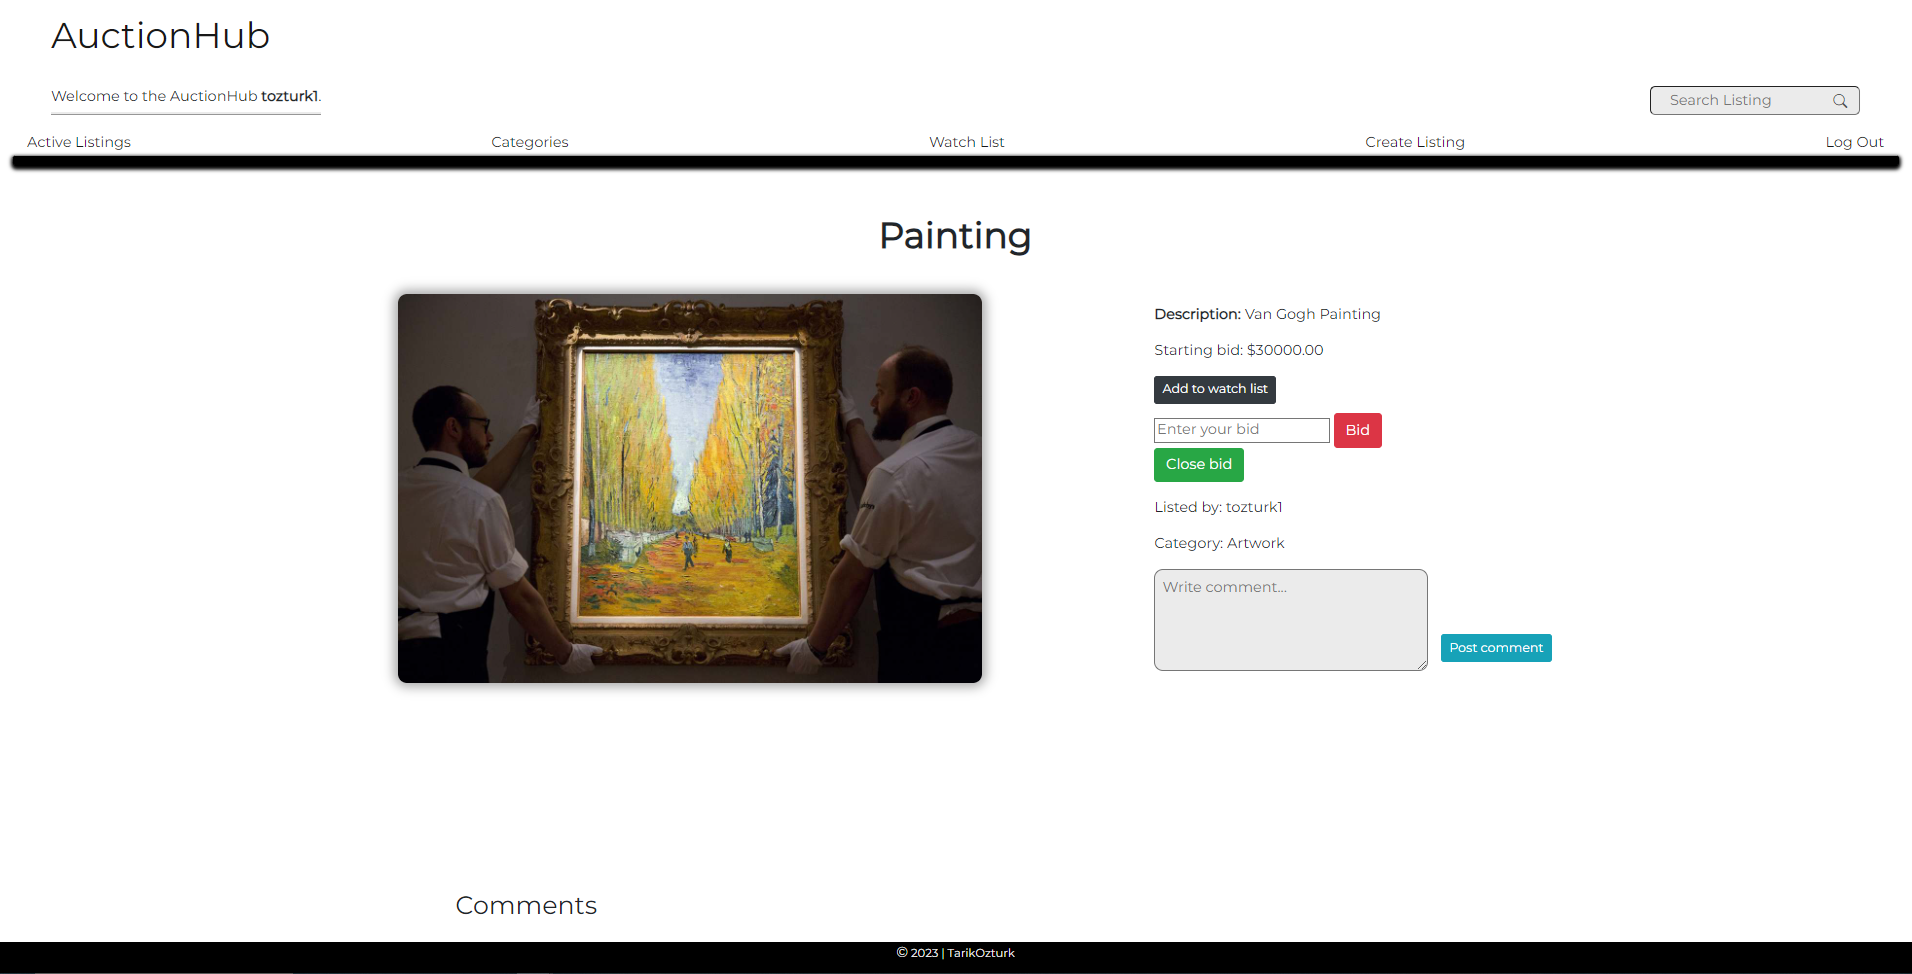 AuctionHub
Welcome to the AuctionHub tozturk1.
Search Listing
Active Listings
Categories
Watch List
Create Listing
Log Out
Painting
Description: Van Gogh Painting
Starting bid: $30000.00
Add to watch list
Enter your bid
Bid
Close bid
Listed by: tozturk1
Category: Artwork
Write comment...
Post comment
Comments
© 2023 | TarikOzturk